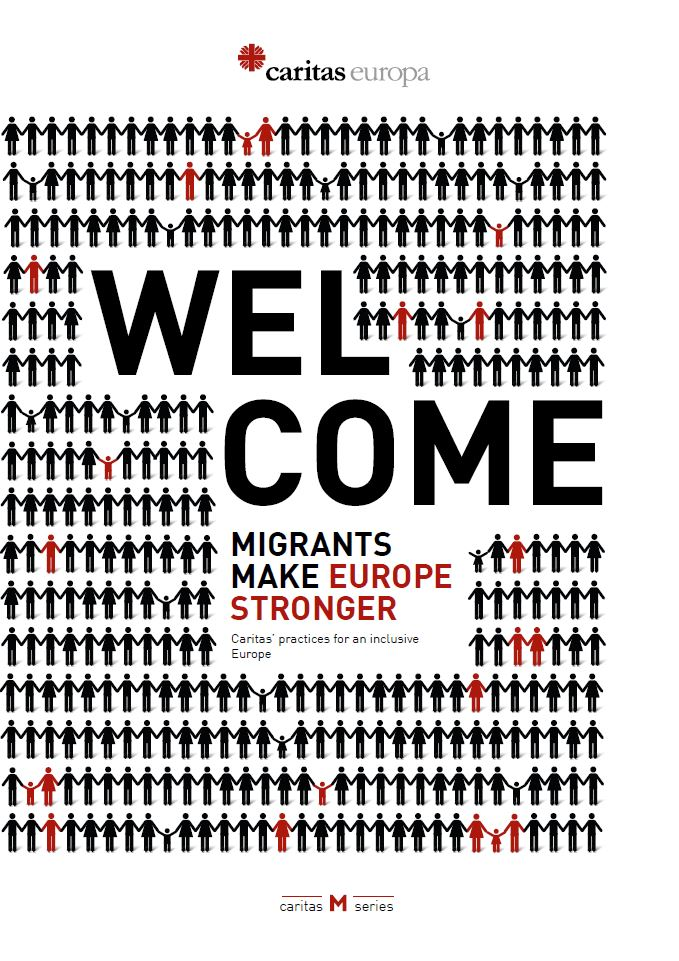 caritas europa
WEL
COME
MIGRANTS
MAKE EUROPE
STRONGER
Caritas' practices for an inclusive
Europe
caritas M series